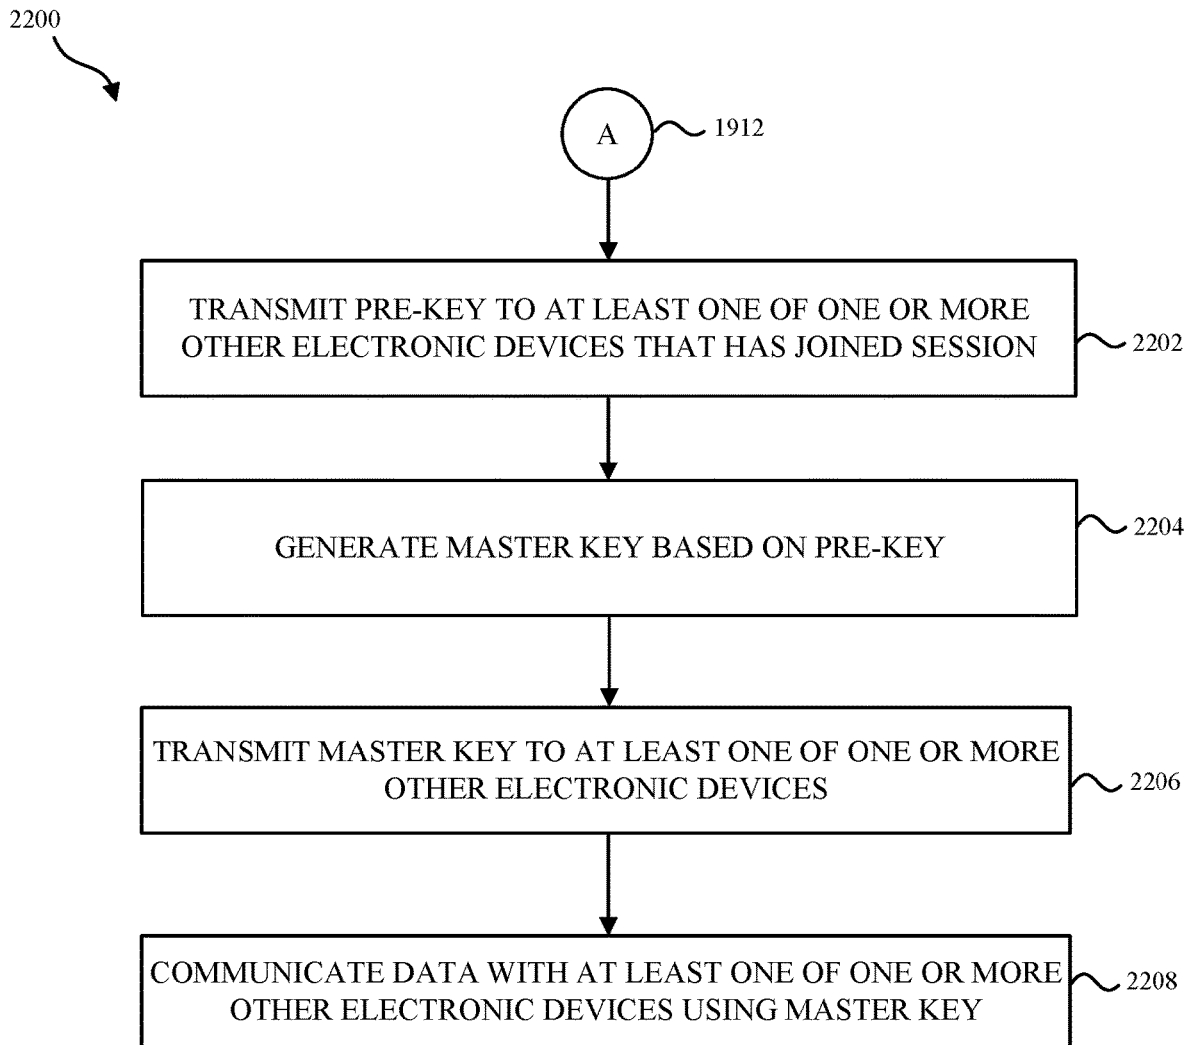 2200
A
1912
TRANSMIT PRE-KEY TO AT LEAST ONE OF ONE OR MORE
OTHER ELECTRONIC DEVICES THAT HAS JOINED SESSION
2202
GENERATE MASTER KEY BASED ON PRE-KEY
2204
TRANSMIT MASTER KEY TO AT LEAST ONE OF ONE OR MORE
OTHER ELECTRONIC DEVICES
2206
COMMUNICATE DATA WITH AT LEAST ONE OF ONE OR MORE
OTHER ELECTRONIC DEVICES USING MASTER KEY
2208